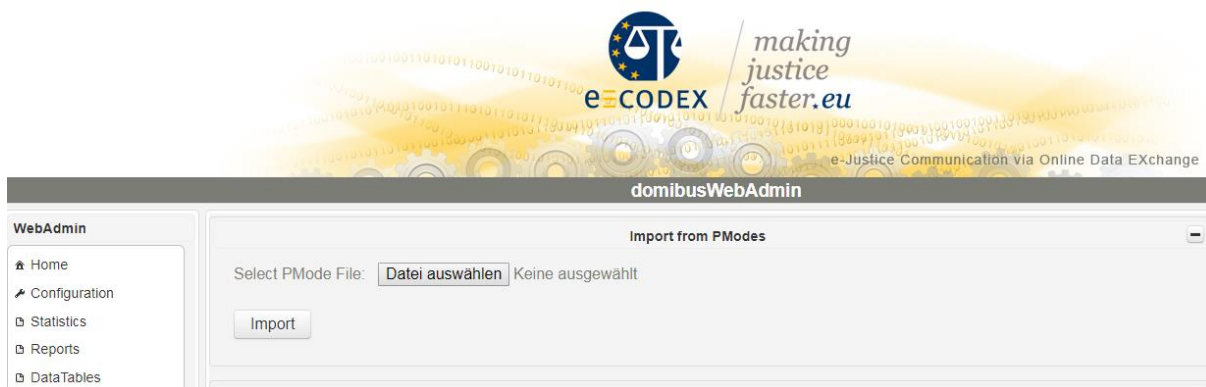 e-CODEX
making
justice
faster.eu
e-Justice Communication via Online Data EXchange
domibusWebAdmin
WebAdmin
Home
Configuration
Statistics
Reports
DataTables
Import from PModes
Select PMode File: Datei auswählen Keine ausgewählt
Import